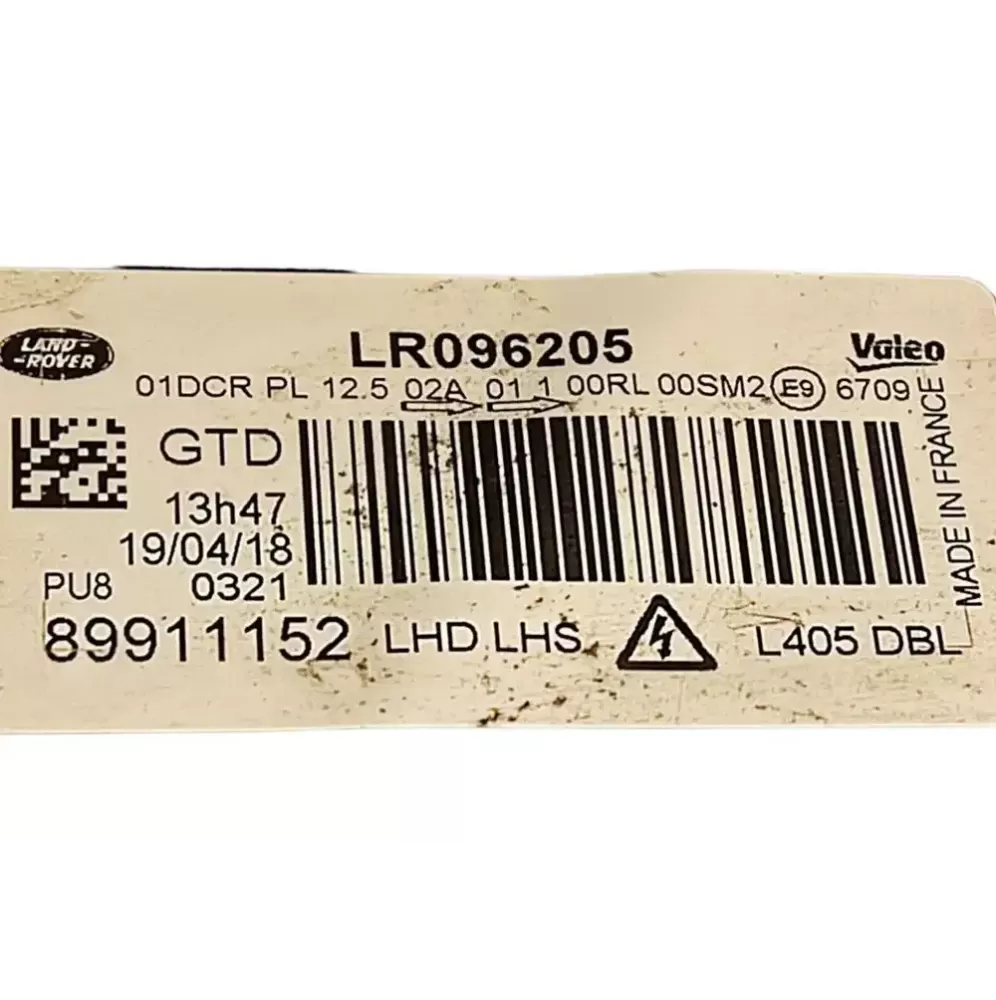 LAND-
-ROVER
LR096205
Valeo
01DCR PL 12.5 02A 01 1 00RL 00SM2 E9 6709
GTD
13h47
19/04/18
PU8 0321
89911152 LHD LHS L405 DBL
MADE IN FRANCE